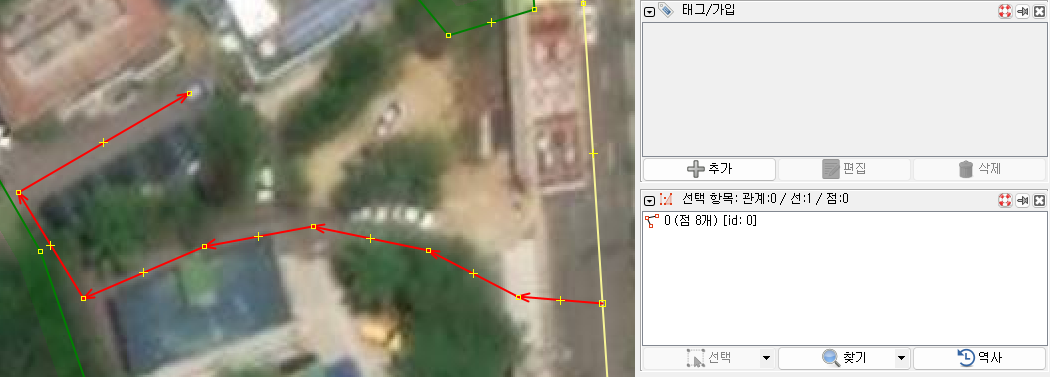 태그/가입
추가
편집
삭제
선택 항목: 관계:0 / 선:1 / 점:0
0 (점 8개) [id: 0]
선택
찾기
역사